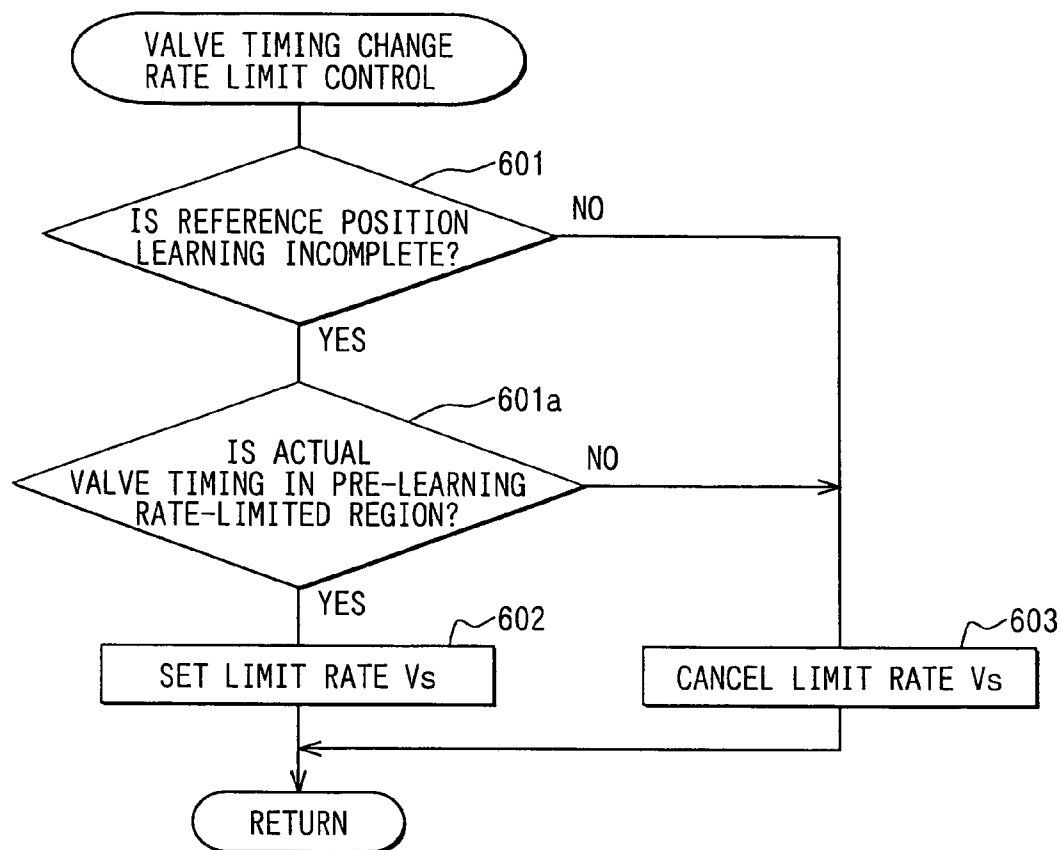 VALVE TIMING CHANGE
RATE LIMIT CONTROL
601
IS REFERENCE POSITION
LEARNING INCOMPLETE?
NO
YES
601a
IS ACTUAL
VALVE TIMING IN PRE-LEARNING
RATE-LIMITED REGION?
NO
YES
602
SET LIMIT RATE Vs
603
CANCEL LIMIT RATE Vs
RETURN